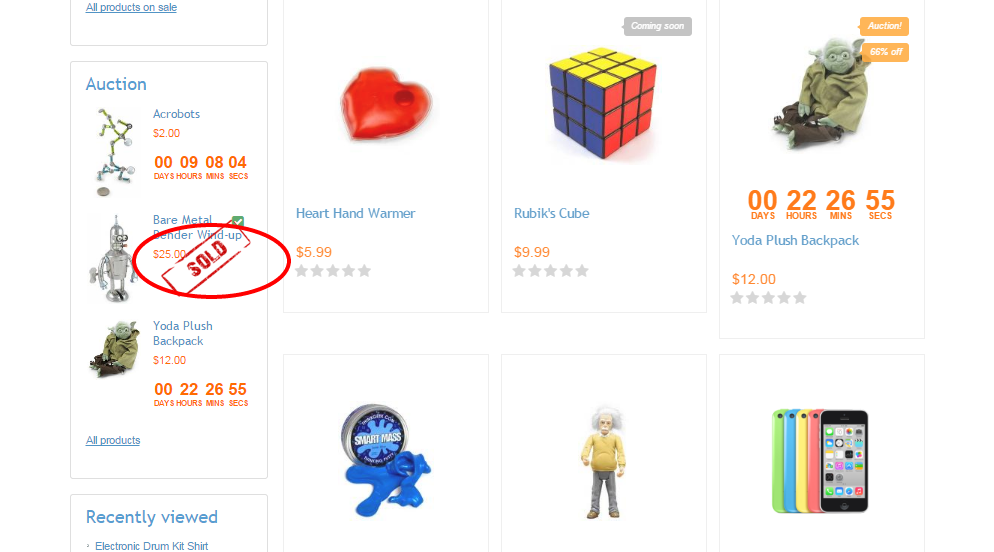 All products on sale
Auction
Acrobots
$2.00
00 09 08 04
DAYS HOURS MINS SECS
Bare Metal
Bender Wind-up
$25.00
SOLD
Yoda Plush
Backpack
$12.00
00 22 26 55
DAYS HOURS MINS SECS
All products
Recently viewed
Electronic Drum Kit Shirt
Heart Hand Warmer
$5.99
Coming soon
Rubik's Cube
$9.99
Auction!
66% off
00 22 26 55
DAYS HOURS MINS SECS
Yoda Plush Backpack
$12.00
SMART MASS